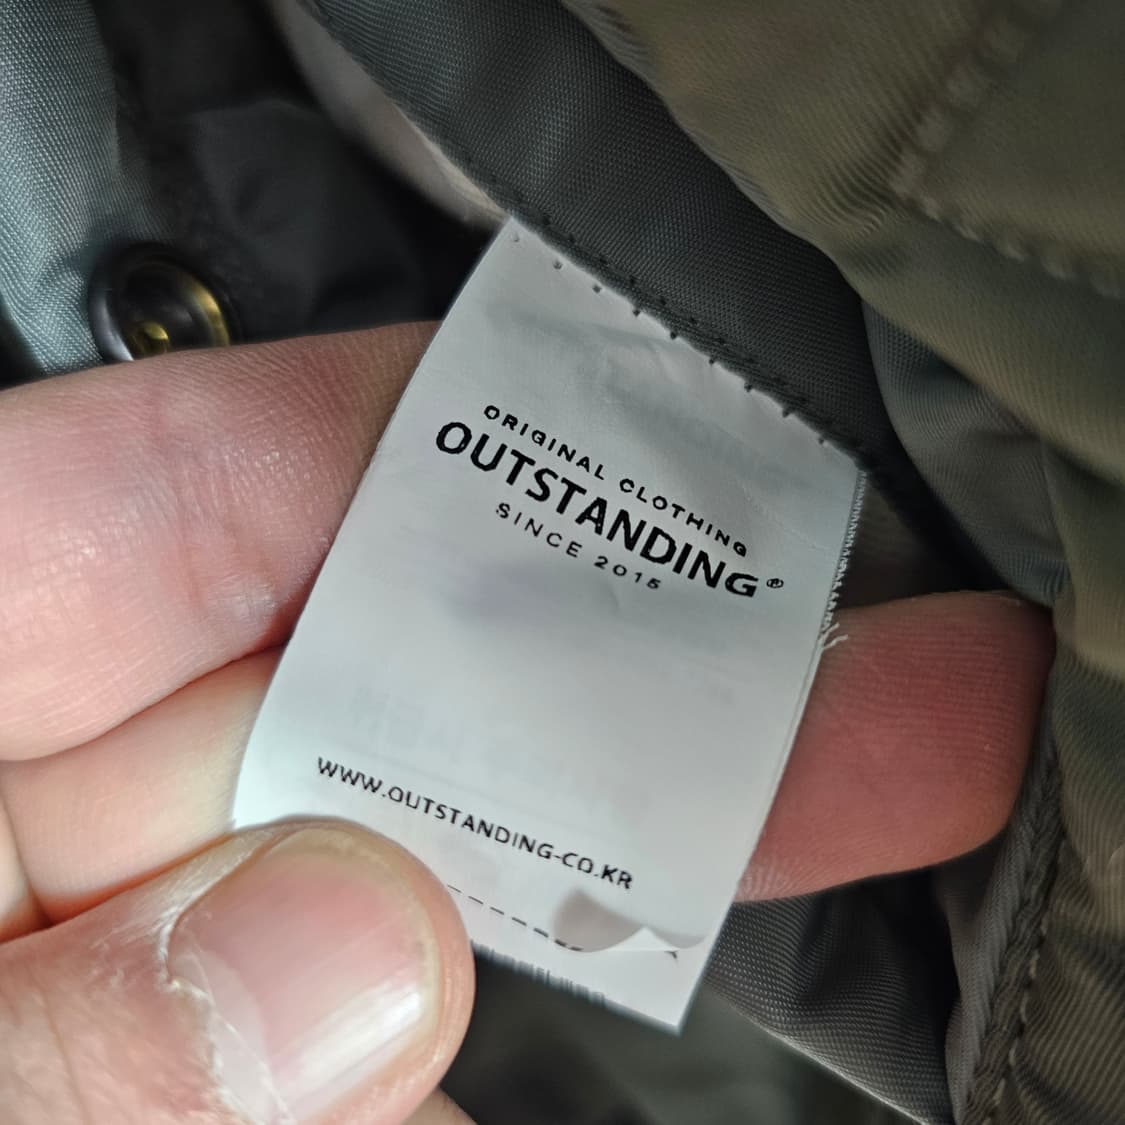 ORIGINAL CLOTHING
OUTSTANDING®
SINCE 2015
WWW.OUTSTANDING-CO.KR